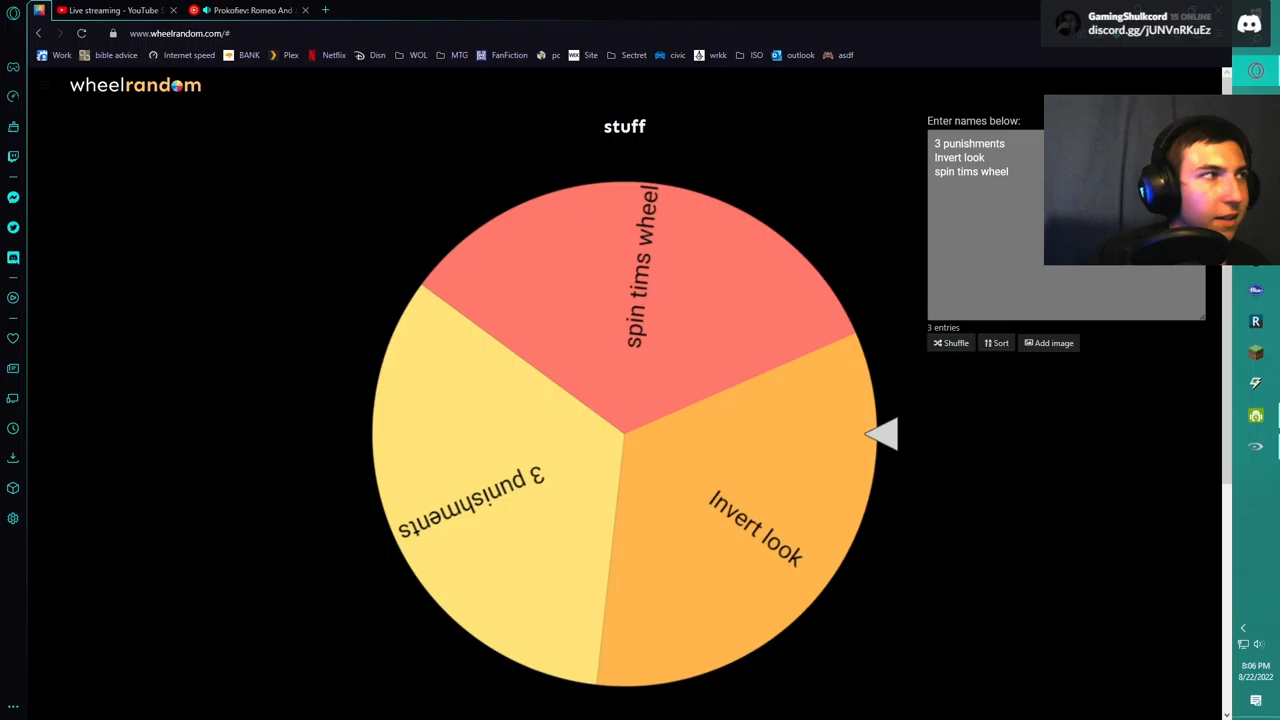 Live streaming - YouTube S
Prokofiev: Romeo And J
GamingShulkcord 15 ONLINE
discord.gg/jUNVnRKuEz
www.wheelrandom.com/#
Work
bible advice
Internet speed
BANK
Plex
Netflix
Disn
WOL
MTG
FanFiction
pc
Site
Sectret
civic
wrkk
ISO
outlook
asdf
wheelrandom
stuff
Enter names below:
3 punishments
Invert look
spin tims wheel
3 entries
Shuffle
Sort
Add image
spin tims wheel
3 punishments
Invert look
8:06 PM
8/22/2022